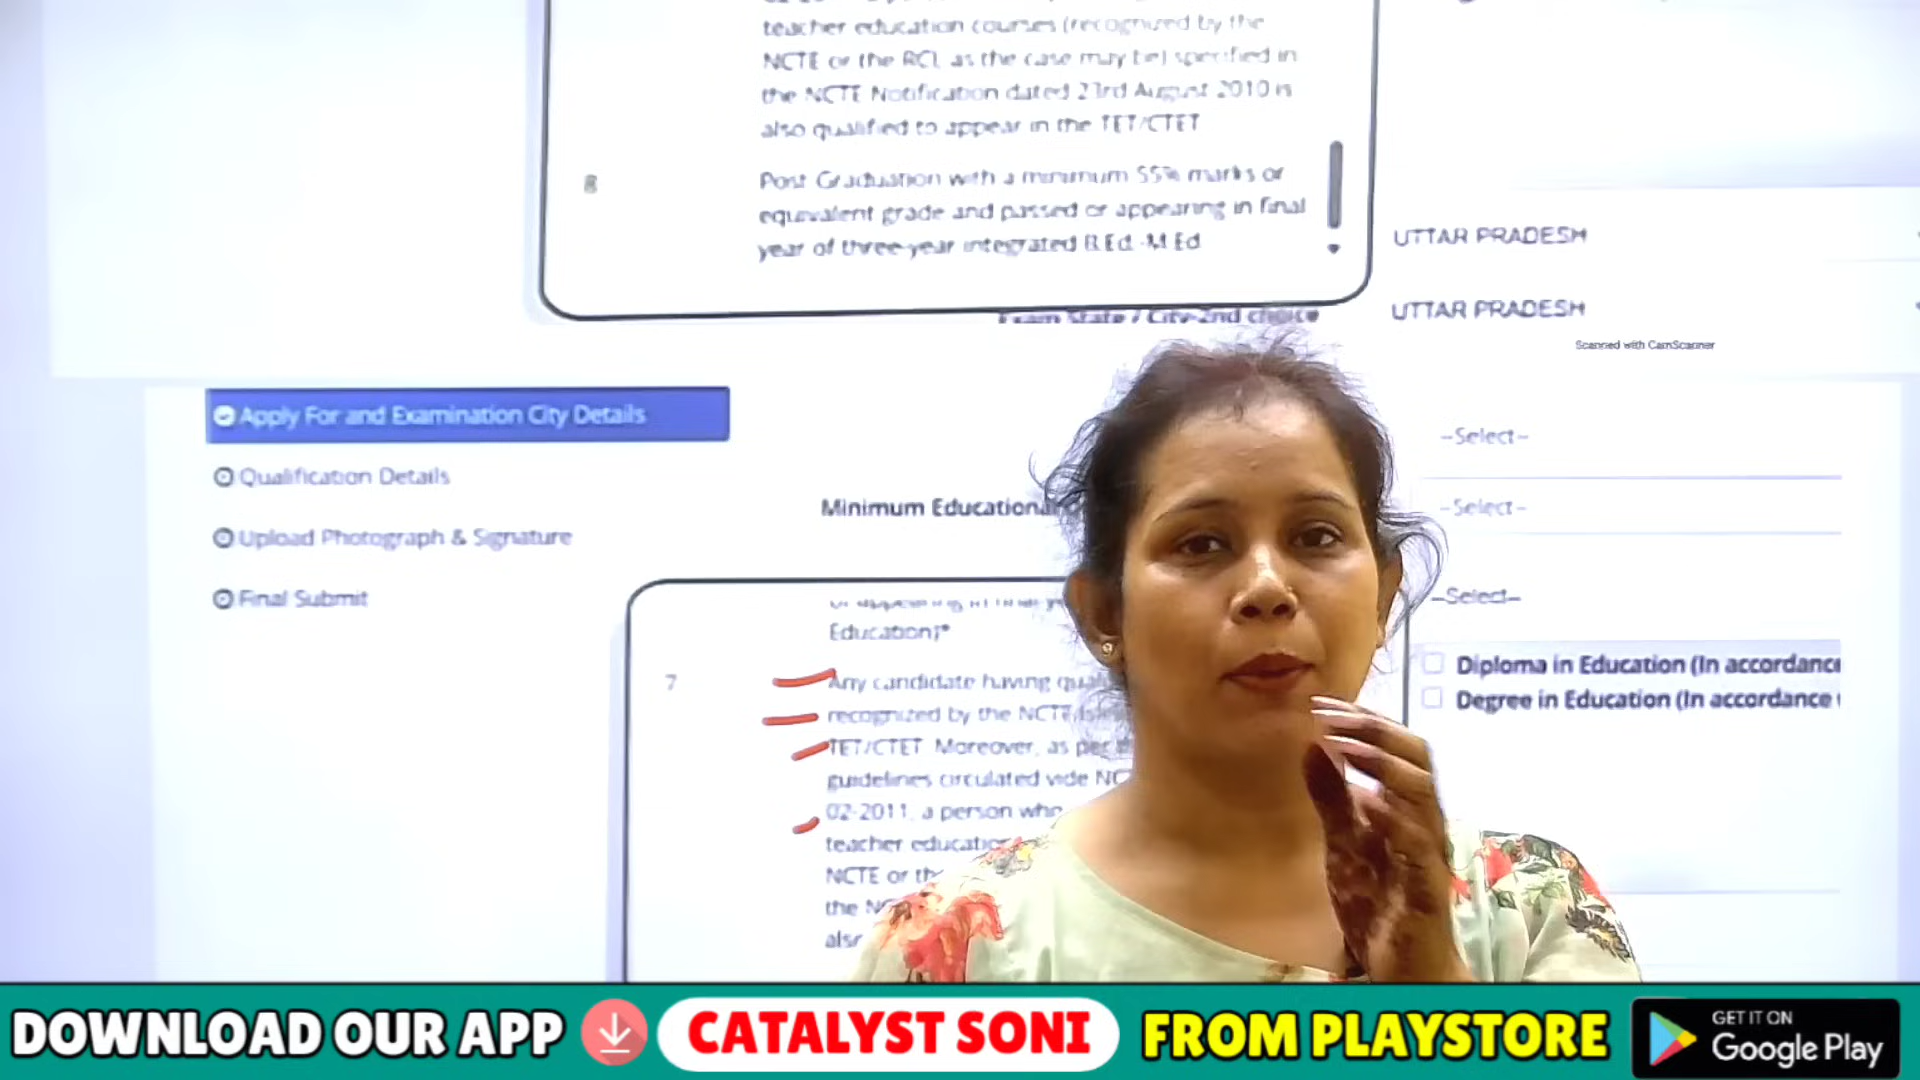 teacher education courses (recognized by the
NCTE or the RCI, as the case may be) specified in
the NCTE Notification dated 23rd August 2010 is
also qualified to appear in the TET/CTET
8
Post Graduation with a minimum 55% marks or
equivalent grade and passed or appearing in final
year of three-year integrated B.Ed.-M.Ed
UTTAR PRADESH
Exam State / City-2nd choice
UTTAR PRADESH
Scanned with CamScanner
Apply For and Examination City Details
Qualification Details
Upload Photograph & Signature
Final Submit
--Select--
Minimum Educational
--Select--
--Select--
Education)*
7
Any candidate having
recognized by the NCTE
TET/CTET. Moreover, as per
guidelines circulated vide
02-2011, a person who
teacher
NCTE or
the
Diploma in Education (In accordance
Degree in Education (In accordance
DOWNLOAD OUR APP
CATALYST SONI
FROM PLAYSTORE
GET IT ON
Google Play